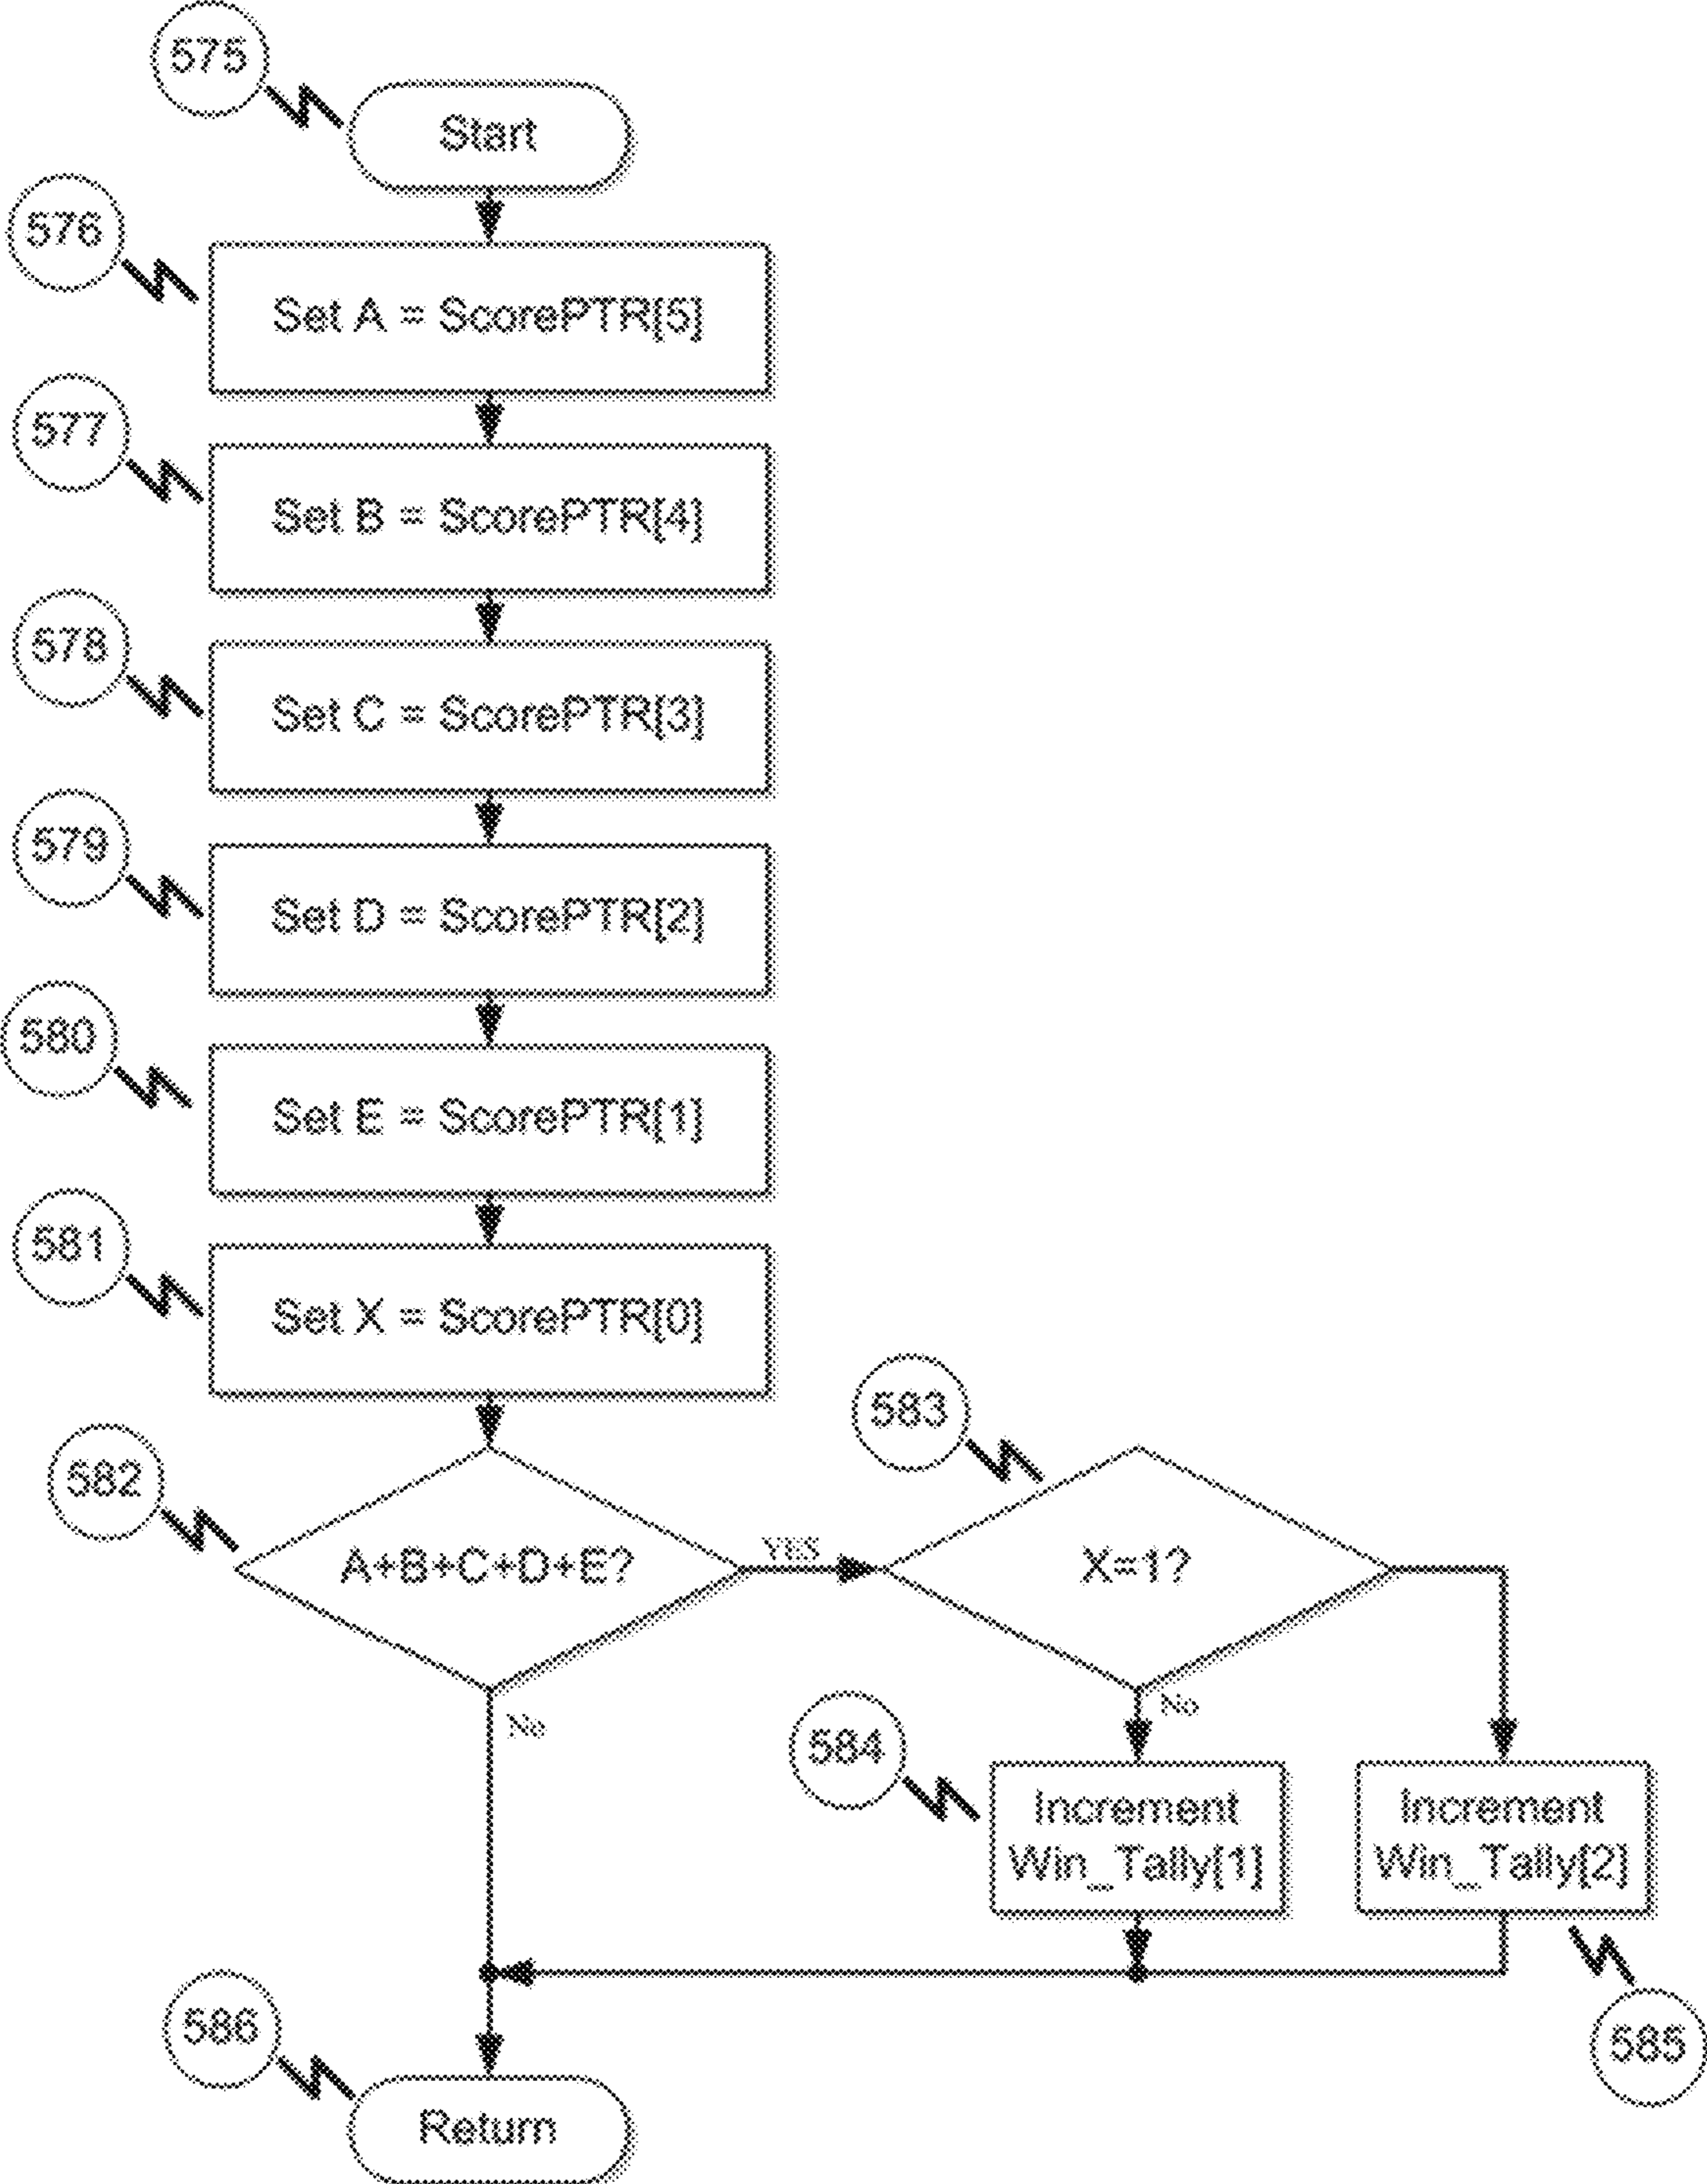 575
Start
576
Set A = ScorePTR[5]
577
Set B = ScorePTR[4]
578
Set C = ScorePTR[3]
579
Set D = ScorePTR[2]
580
Set E = ScorePTR[1]
581
Set X = ScorePTR[0]
582
A+B+C+D+E?
YES
583
X=1?
No
No
584
Increment
Win_Tally[1]
Increment
Win_Tally[2]
585
586
Return